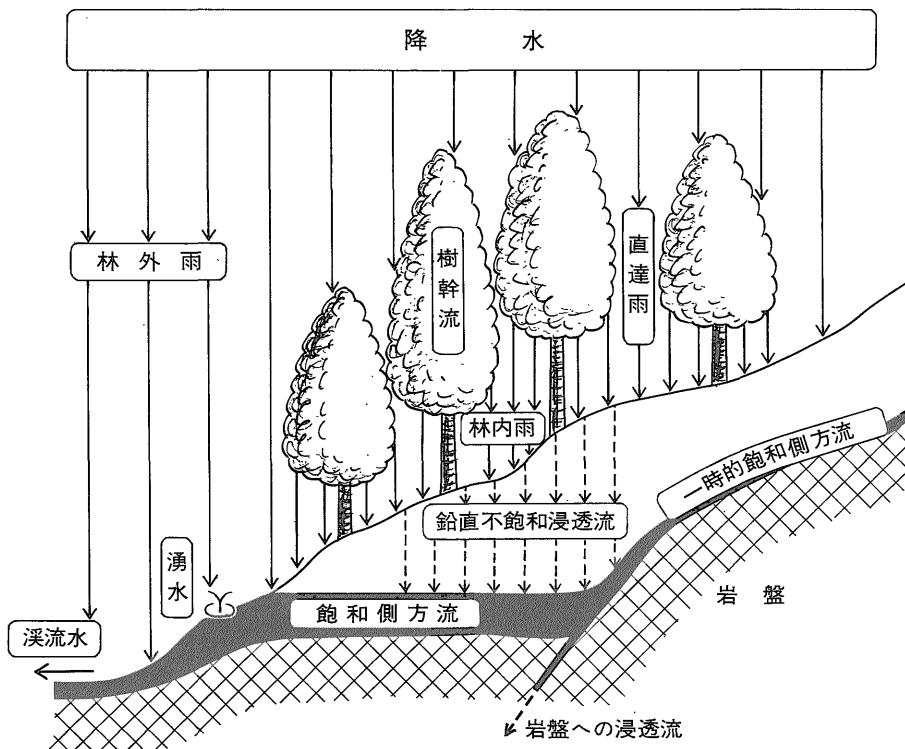 降水
林外雨
樹幹流
直達雨
林内雨
一時的飽和側方流
鉛直不飽和浸透流
湧水
飽和側方流
岩盤
渓流水
岩盤への浸透流